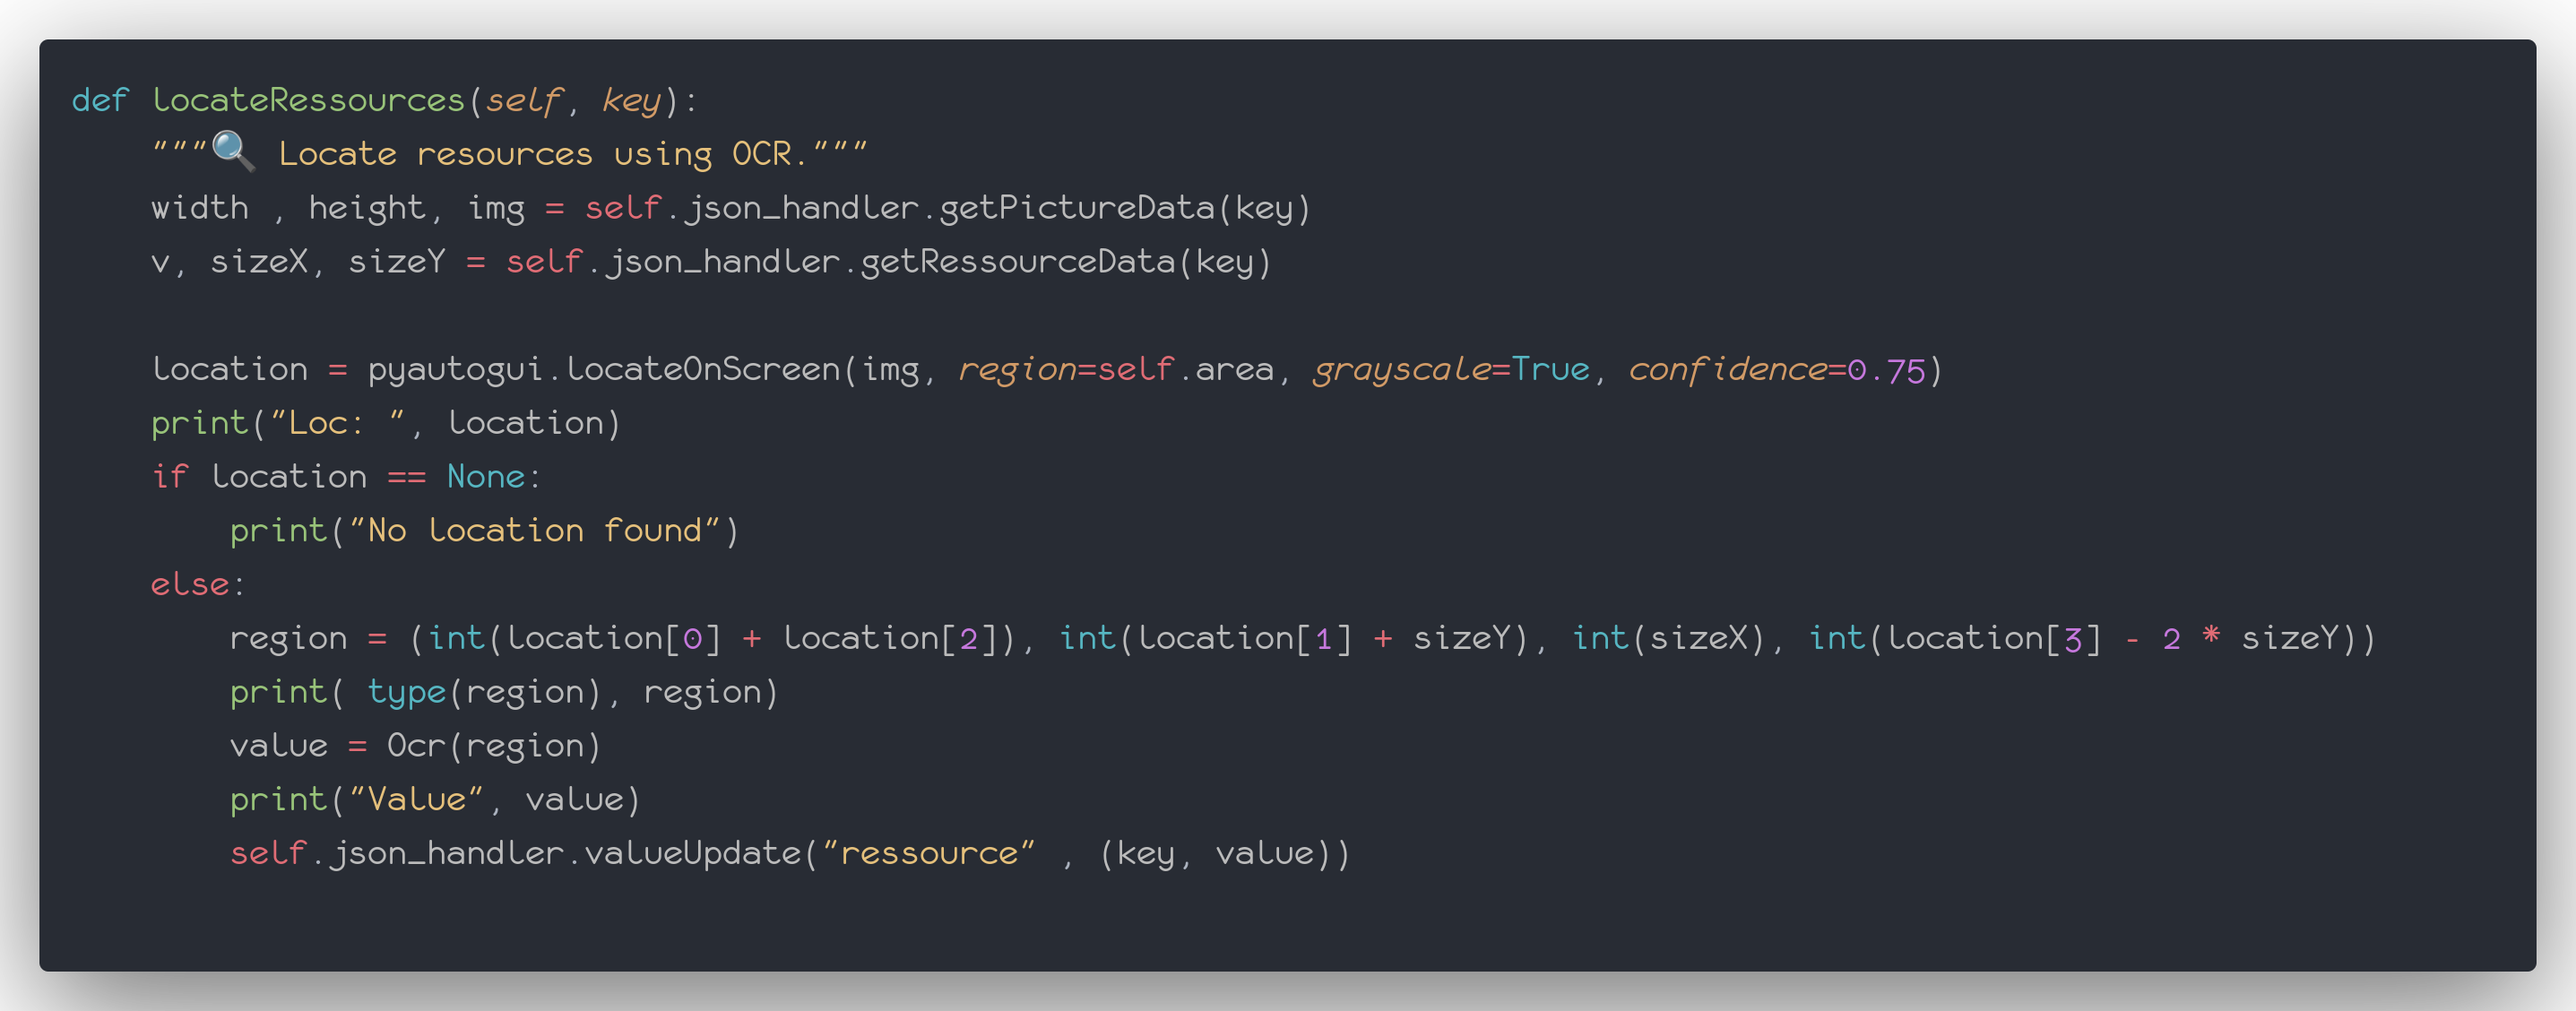 def locateRessources(self, key):
    """🔍 Locate resources using OCR."""
    width , height, img = self.json_handler.getPictureData(key)
    v, sizeX, sizeY = self.json_handler.getRessourceData(key)

    location = pyautogui.locateOnScreen(img, region=self.area, grayscale=True, confidence=0.75)
    print("Loc: ", location)
    if location == None:
        print("No location found")
    else:
        region = (int(location[0] + location[2]), int(location[1] + sizeY), int(sizeX), int(location[3] - 2 * sizeY))
        print( type(region), region)
        value = Ocr(region)
        print("Value", value)
        self.json_handler.valueUpdate("ressource" , (key, value))